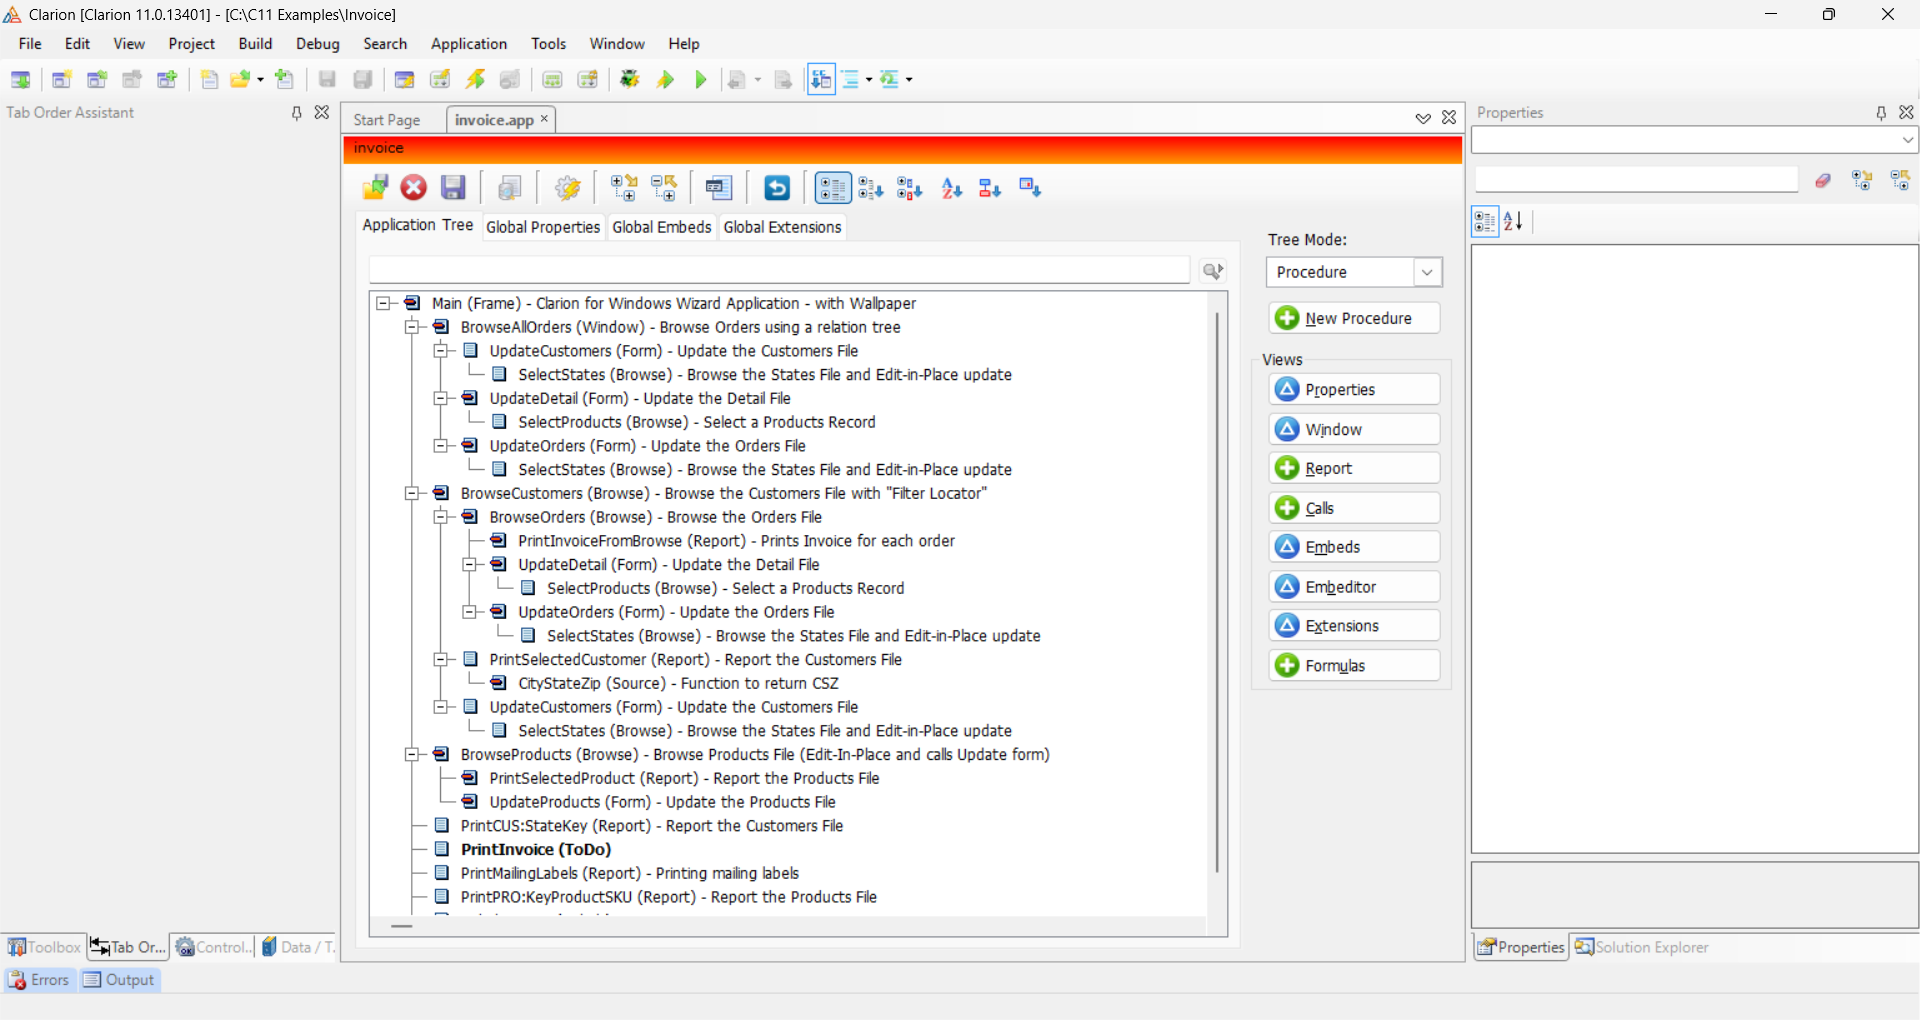 Clarion [Clarion 11.0.13401] - [C:\C11 Examples\Invoice]
File Edit View Project Build Debug Search Application Tools Window Help
Tab Order Assistant
Start Page
invoice.app
Properties
invoice
Application Tree
Global Properties
Global Embeds
Global Extensions
Tree Mode:
Procedure
New Procedure
Views
Properties
Window
Report
Calls
Embeds
Embeditor
Extensions
Formulas
Main (Frame) - Clarion for Windows Wizard Application - with Wallpaper
BrowseAllOrders (Window) - Browse Orders using a relation tree
UpdateCustomers (Form) - Update the Customers File
SelectStates (Browse) - Browse the States File and Edit-in-Place update
UpdateDetail (Form) - Update the Detail File
SelectProducts (Browse) - Select a Products Record
UpdateOrders (Form) - Update the Orders File
SelectStates (Browse) - Browse the States File and Edit-in-Place update
BrowseCustomers (Browse) - Browse the Customers File with "Filter Locator"
BrowseOrders (Browse) - Browse the Orders File
PrintInvoiceFromBrowse (Report) - Prints Invoice for each order
UpdateDetail (Form) - Update the Detail File
SelectProducts (Browse) - Select a Products Record
UpdateOrders (Form) - Update the Orders File
SelectStates (Browse) - Browse the States File and Edit-in-Place update
PrintSelectedCustomer (Report) - Report the Customers File
CityStateZip (Source) - Function to return CSZ
UpdateCustomers (Form) - Update the Customers File
SelectStates (Browse) - Browse the States File and Edit-in-Place update
BrowseProducts (Browse) - Browse Products File (Edit-In-Place and calls Update form)
PrintSelectedProduct (Report) - Report the Products File
UpdateProducts (Form) - Update the Products File
PrintCUS:StateKey (Report) - Report the Customers File
PrintInvoice (ToDo)
PrintMailingLabels (Report) - Printing mailing labels
PrintPRO:KeyProductSKU (Report) - Report the Products File
Toolbox
Tab Or...
Control..
Data / T.
Properties
Solution Explorer
Errors
Output